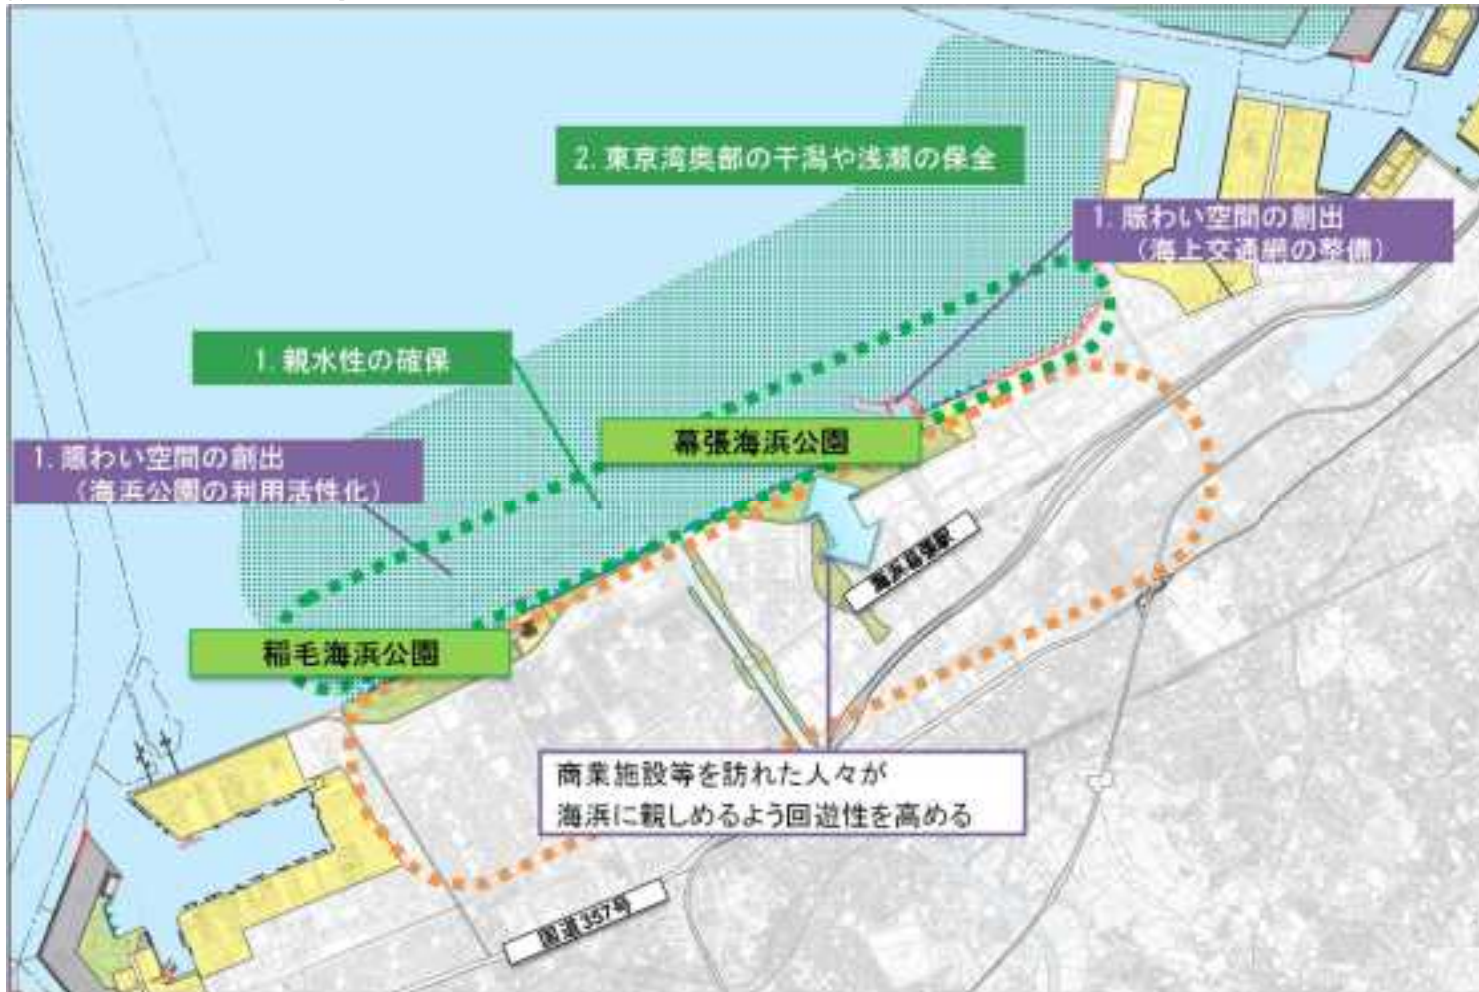 2. 東京湾奥部の干潟や浅瀬の保全
1. 賑わい空間の創出
（海上交通網の整備）
1. 親水性の確保
幕張海浜公園
1. 賑わい空間の創出
（海浜公園の利用活性化）
海浜幕張駅
稲毛海浜公園
商業施設等を訪れた人々が
海浜に親しめるよう回遊性を高める
国道357号